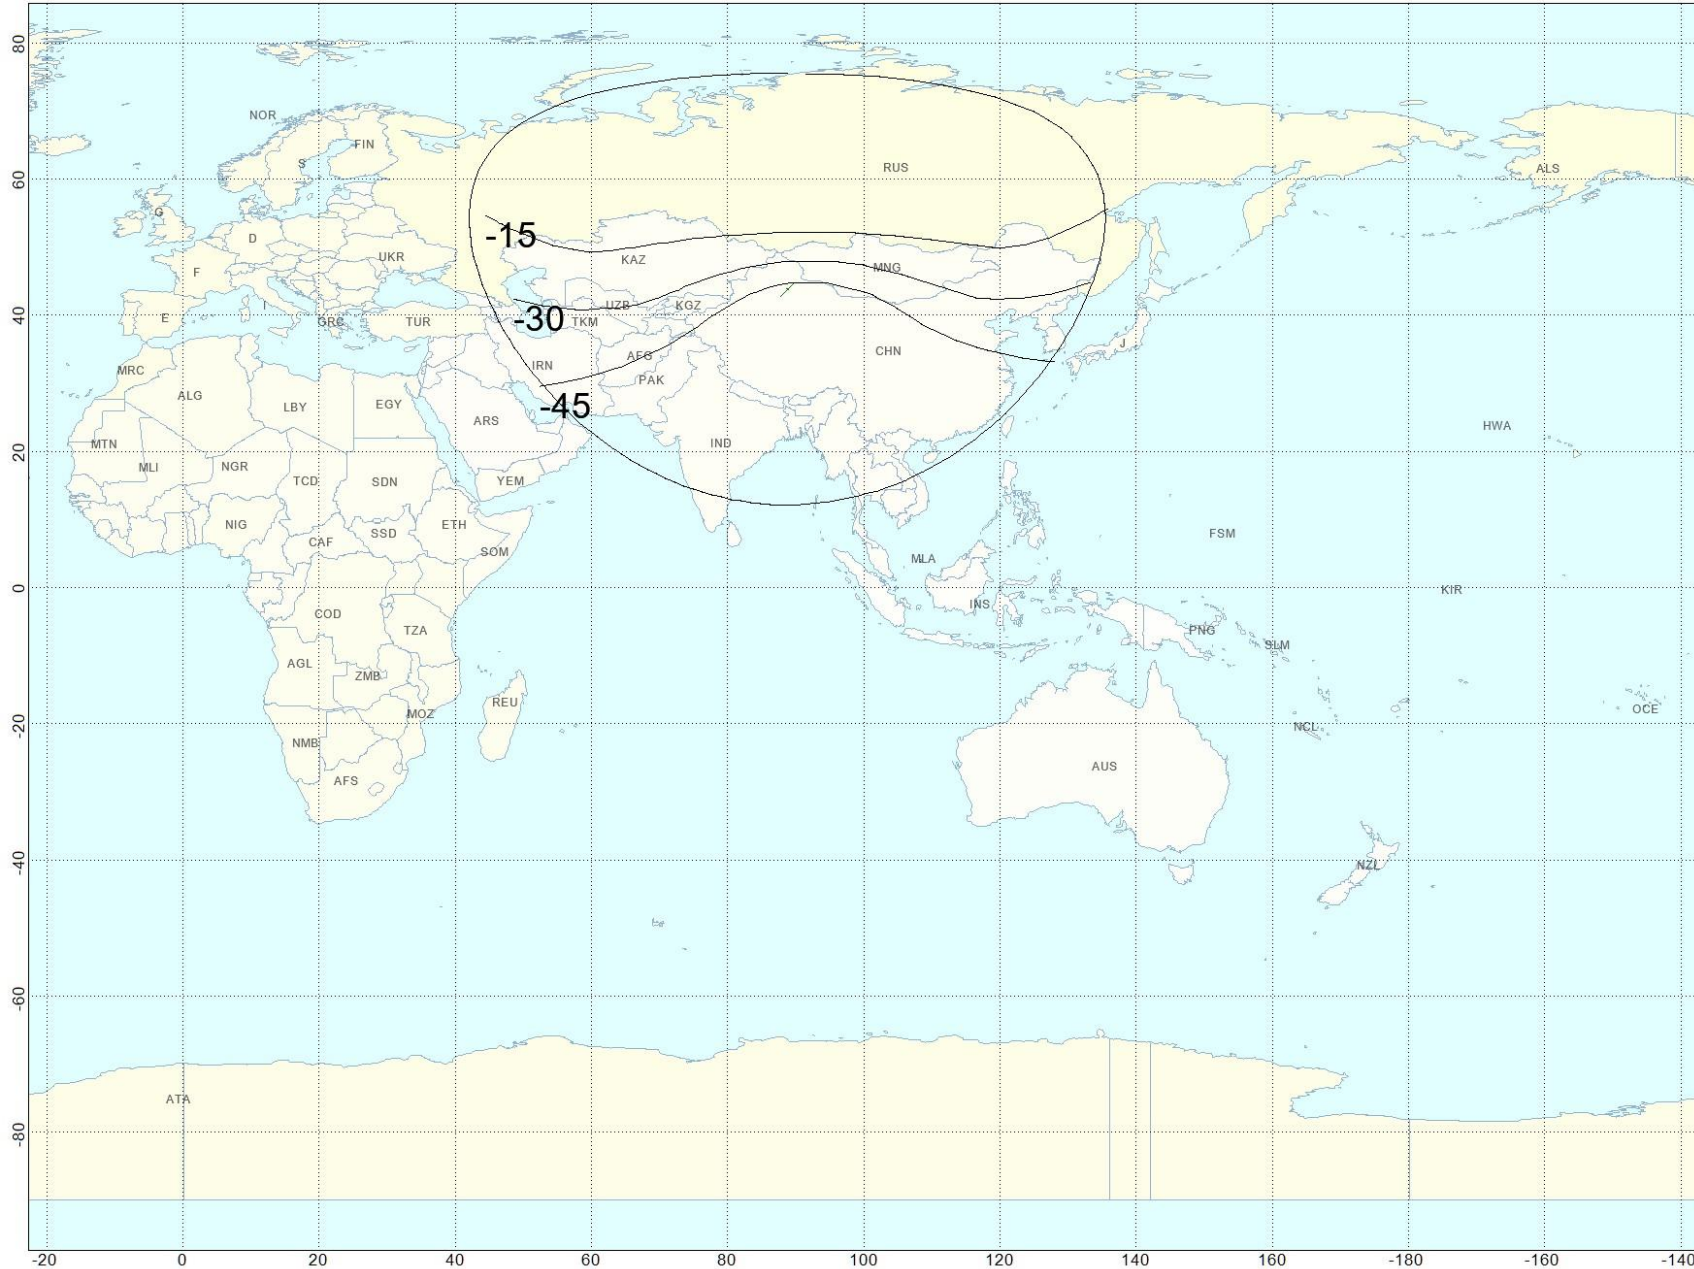 80
NOR
FIN
S
RUS
ALS
60
G
D
-15
UKR
KAZ
F
MNG
40
E
I
GRC
TUR
UZB
KGZ
-30
TKM
J
CHN
AFG
IRN
PAK
MRC
ALG
LBY
EGY
-45
ARS
HWA
20
MTN
IND
MLI
NGR
TCD
SDN
YEM
NIG
ETH
SSD
CAF
SOM
FSM
MLA
0
KIR
INS
COD
TZA
PNG
SLM
AGL
ZMB
REU
OCE
-20
MOZ
NCL
NMB
AUS
AFS
-40
NZL
-60
ATA
-80
-20 0 20 40 60 80 100 120 140 160 -180 -160 -140